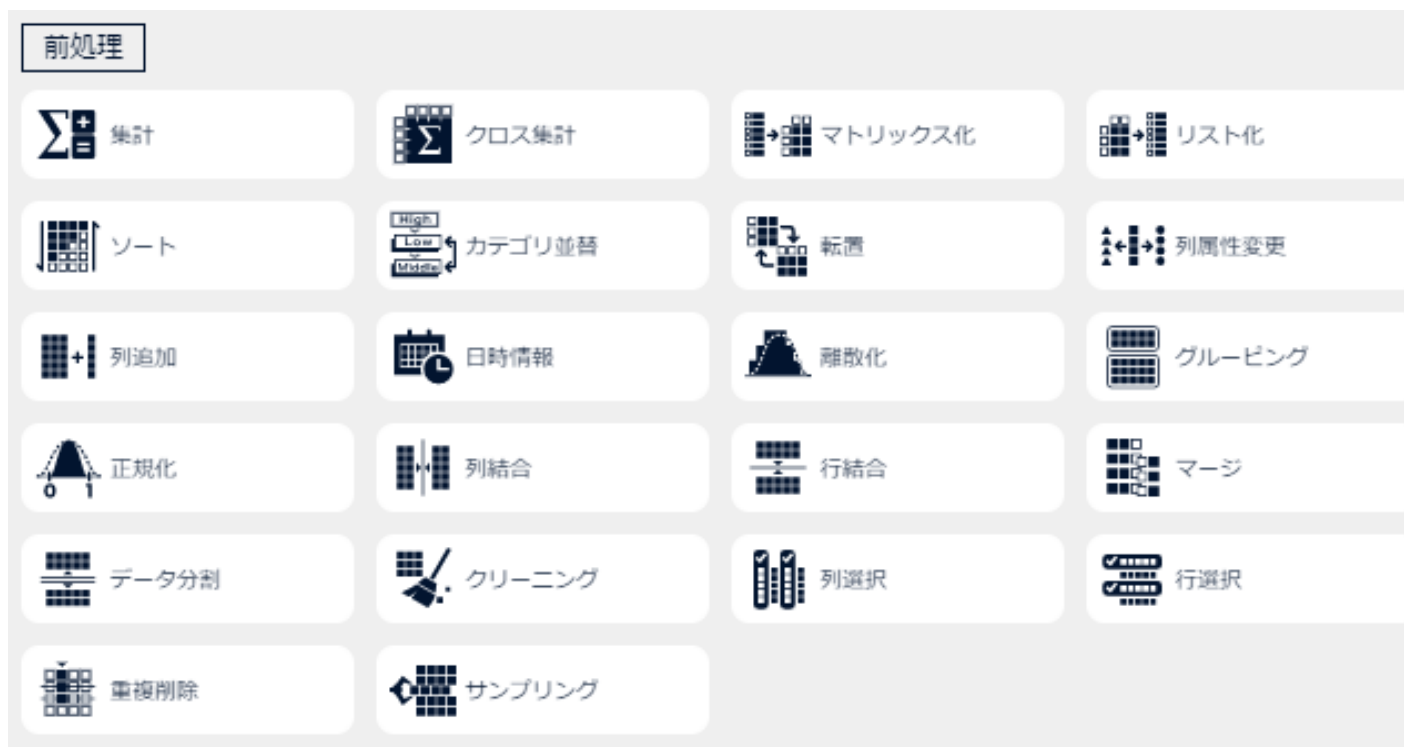 前処理
集計
クロス集計
マトリックス化
リスト化
ソート
High
Low
Middle
カテゴリ並替
転置
列属性変更
列追加
日時情報
離散化
グルーピング
0 1
正規化
列結合
行結合
マージ
データ分割
クリーニング
列選択
行選択
重複削除
サンプリング